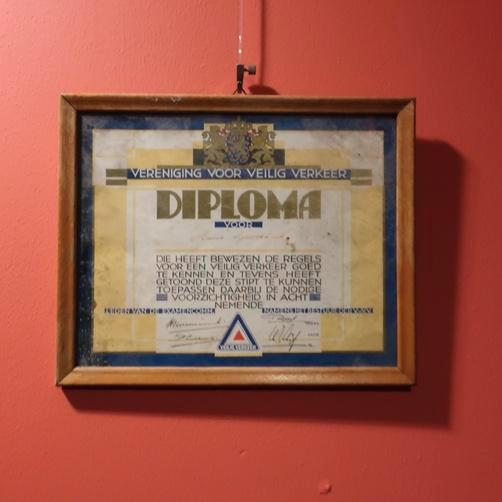 VERENIGING VOOR VEILIG VERKEER
DIPLOMA
VOOR
DIE HEEFT BEWEZEN DE REGELS
VOOR EEN VEILIG VERKEER GOED
TE KENNEN EN TEVENS HEEFT
GETOOND DEZE STIPT TE KUNNEN
TOEPASSEN DAARBIJ DE NODIGE
VOORZICHTIGHEID IN ACHT
NEMENDE
LEDEN VAN DE EXAMENCOMM. NAMENS HET BESTUUR DER V.v.V.V.
VEILIG VERKEER